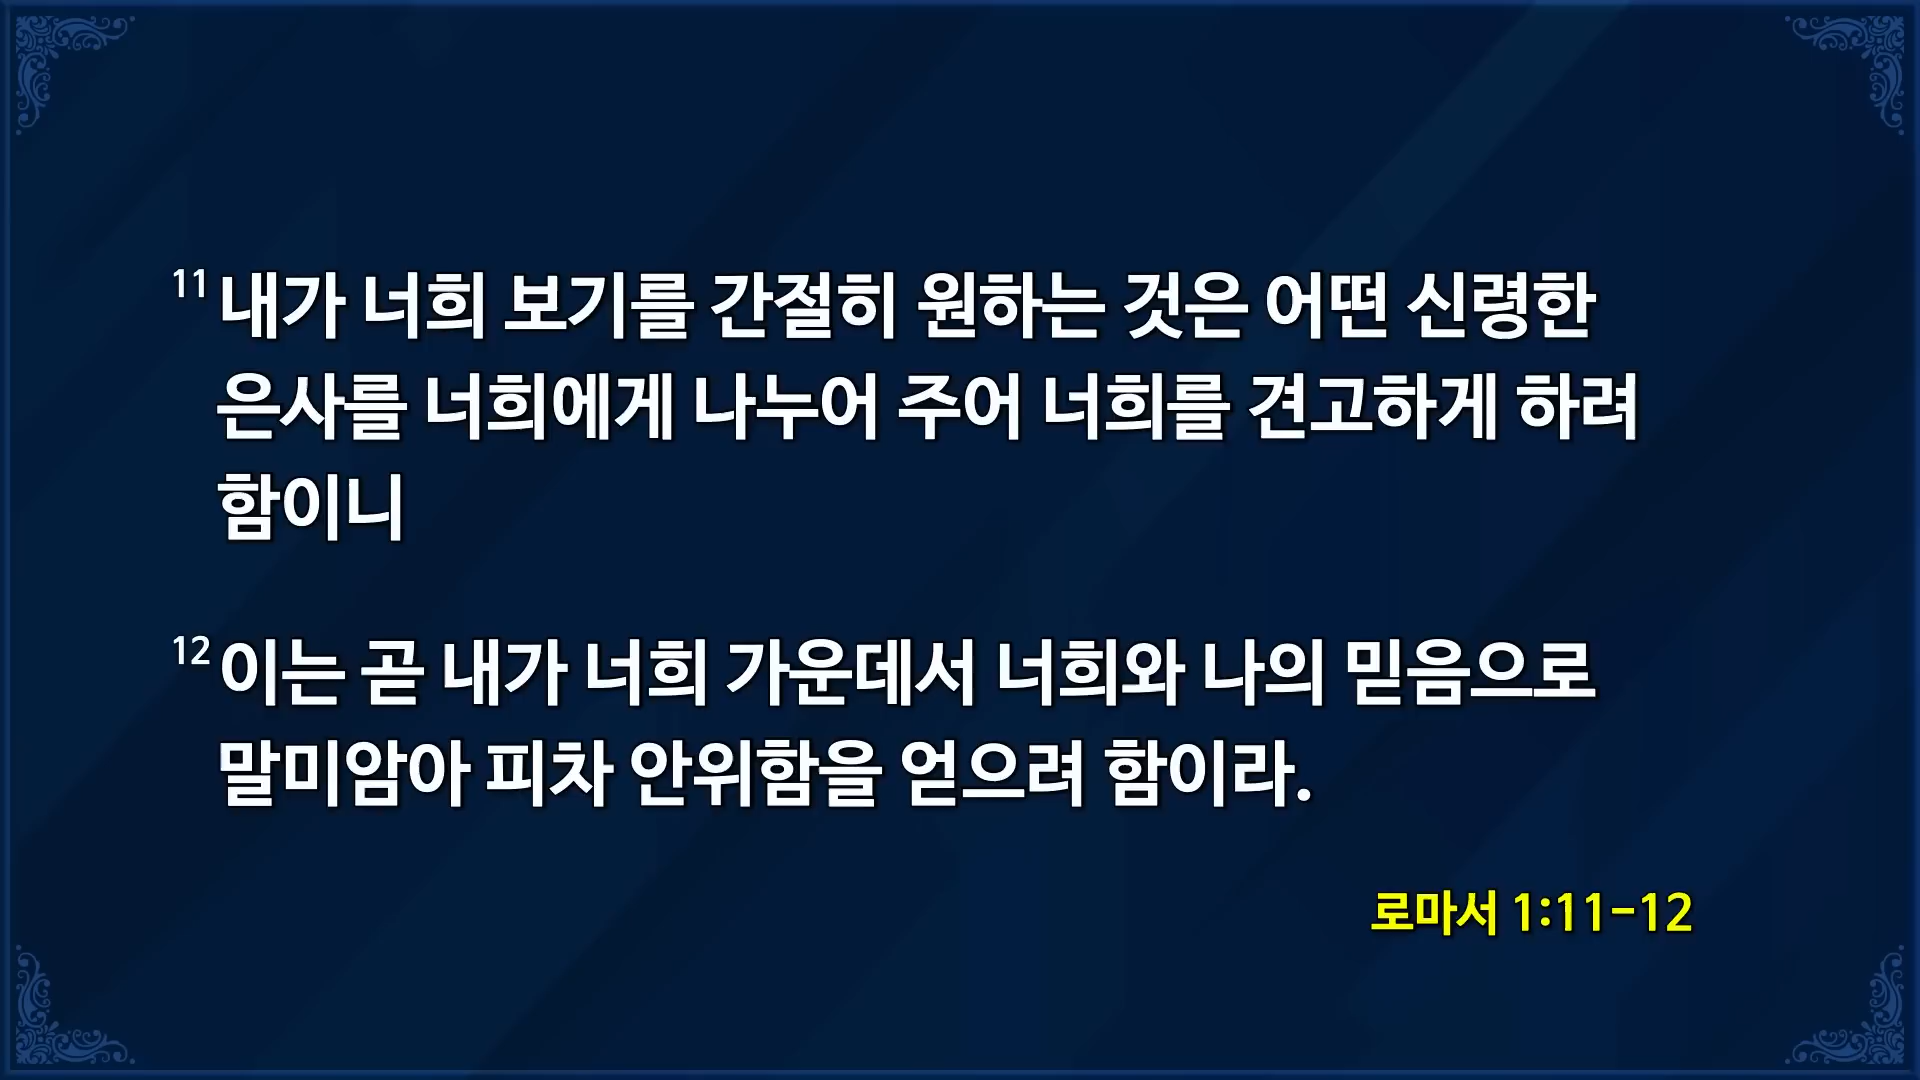 11 내가 너희 보기를 간절히 원하는 것은 어떤 신령한
은사를 너희에게 나누어 주어 너희를 견고하게 하려
함이니
12 이는 곧 내가 너희 가운데서 너희와 나의 믿음으로
말미암아 피차 안위함을 얻으려 함이라.
로마서 1:11-12